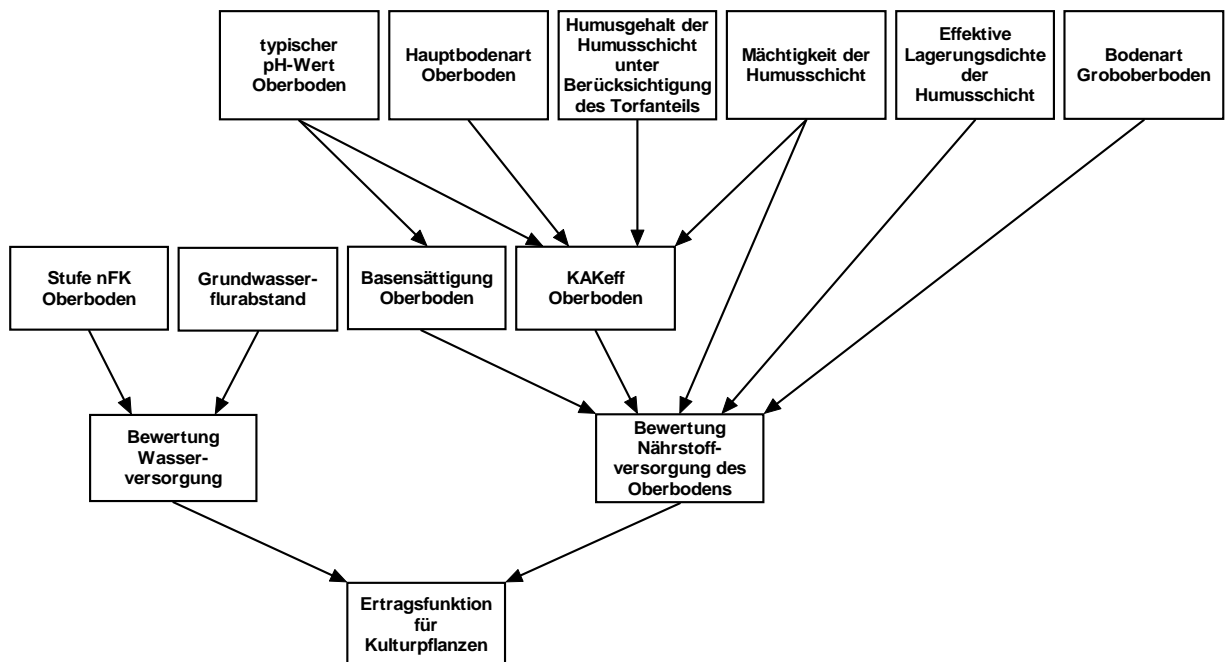 typischer
pH-Wert
Oberboden
Hauptbodenart
Oberboden
Humusgehalt der
Humusschicht
unter
Berücksichtigung
des Torfanteils
Mächtigkeit der
Humusschicht
Effektive
Lagerungsdichte
der
Humusschicht
Bodenart
Groboberboden
Stufe nFK
Oberboden
Grundwasser-
flurabstand
Basensättigung
Oberboden
KAKeff
Oberboden
Bewertung
Wasser-
versorgung
Bewertung
Nährstoff-
versorgung des
Oberbodens
Ertragsfunktion
für
Kulturpflanzen